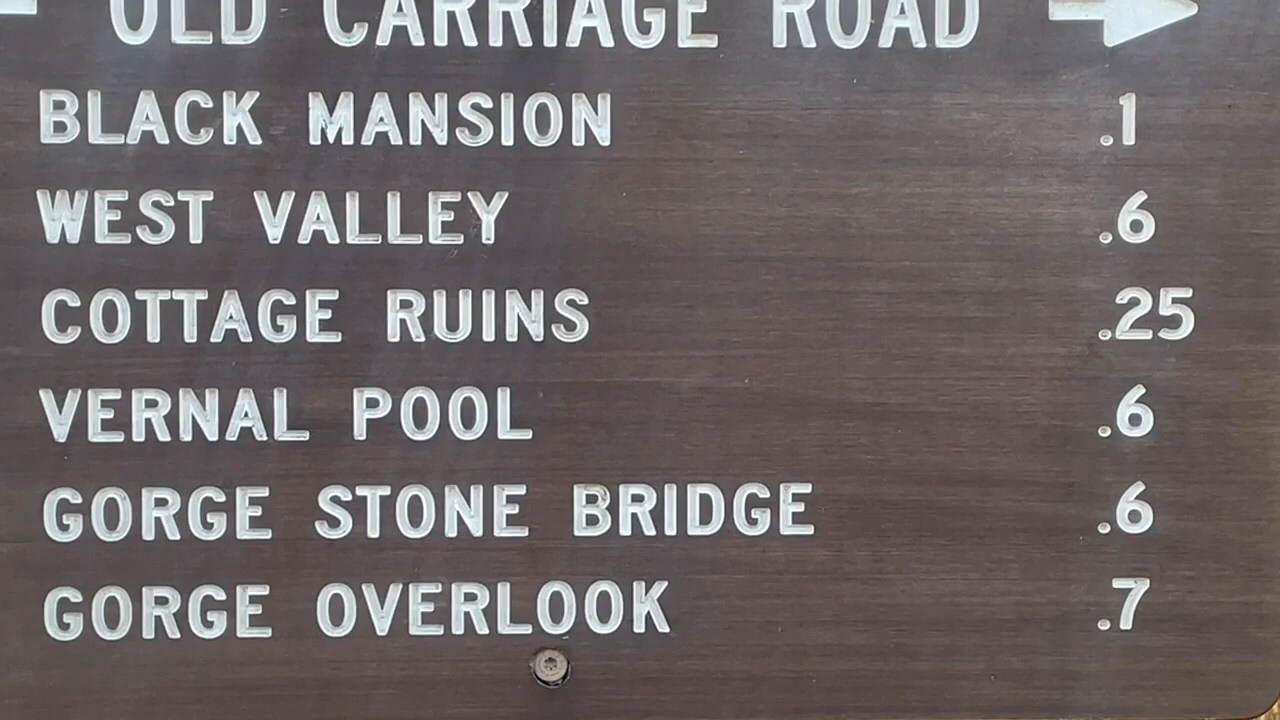 OLD CARRIAGE ROAD
BLACK MANSION .1
WEST VALLEY .6
COTTAGE RUINS .25
VERNAL POOL .6
GORGE STONE BRIDGE .6
GORGE OVERLOOK .7